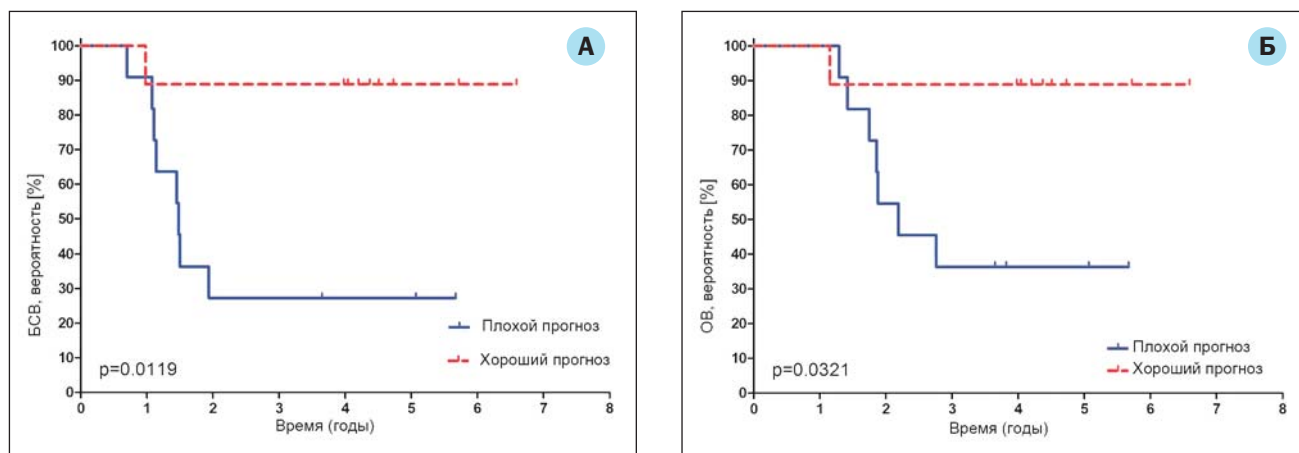 А
БСВ, вероятность [%]
100
90
80
70
60
50
40
30
20
10
0
0 1 2 3 4 5 6 7 8
Время (годы)
Плохой прогноз
Хороший прогноз
p=0.0119
Б
ОВ, вероятность [%]
100
90
80
70
60
50
40
30
20
10
0
0 1 2 3 4 5 6 7 8
Время (годы)
Плохой прогноз
Хороший прогноз
p=0.0321